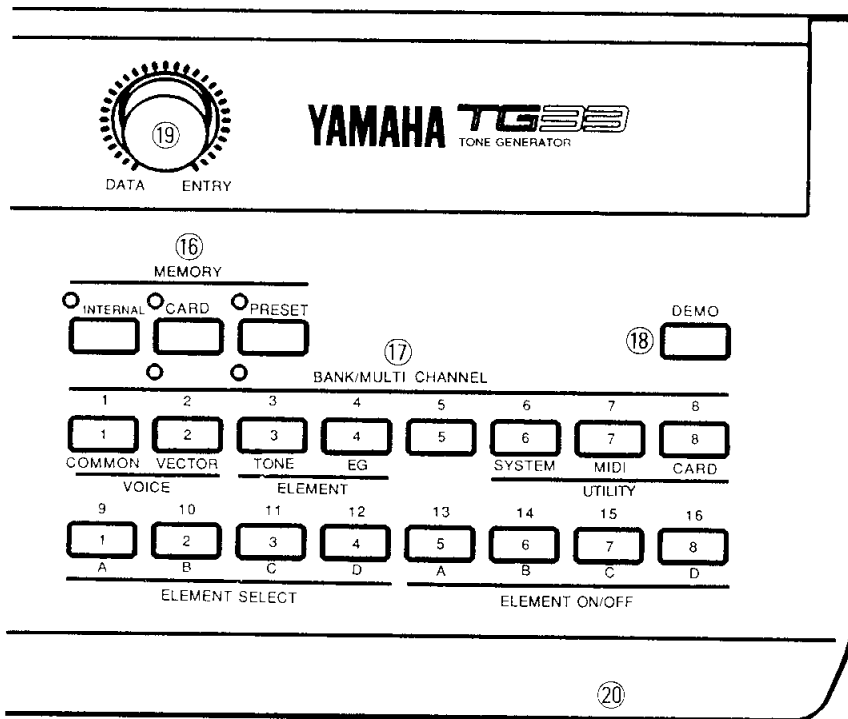 ⑲
YAMAHA TG33
TONE GENERATOR
DATA ENTRY
⑯
MEMORY
INTERNAL CARD PRESET
DEMO
⑱
⑰
BANK/MULTI CHANNEL
1 2 3 4 5 6 7 8
1 2 3 4 5 6 7 8
COMMON VECTOR TONE EG SYSTEM MIDI CARD
VOICE ELEMENT UTILITY
9 10 11 12 13 14 15 16
1 2 3 4 5 6 7 8
A B C D A B C D
ELEMENT SELECT ELEMENT ON/OFF
⑳